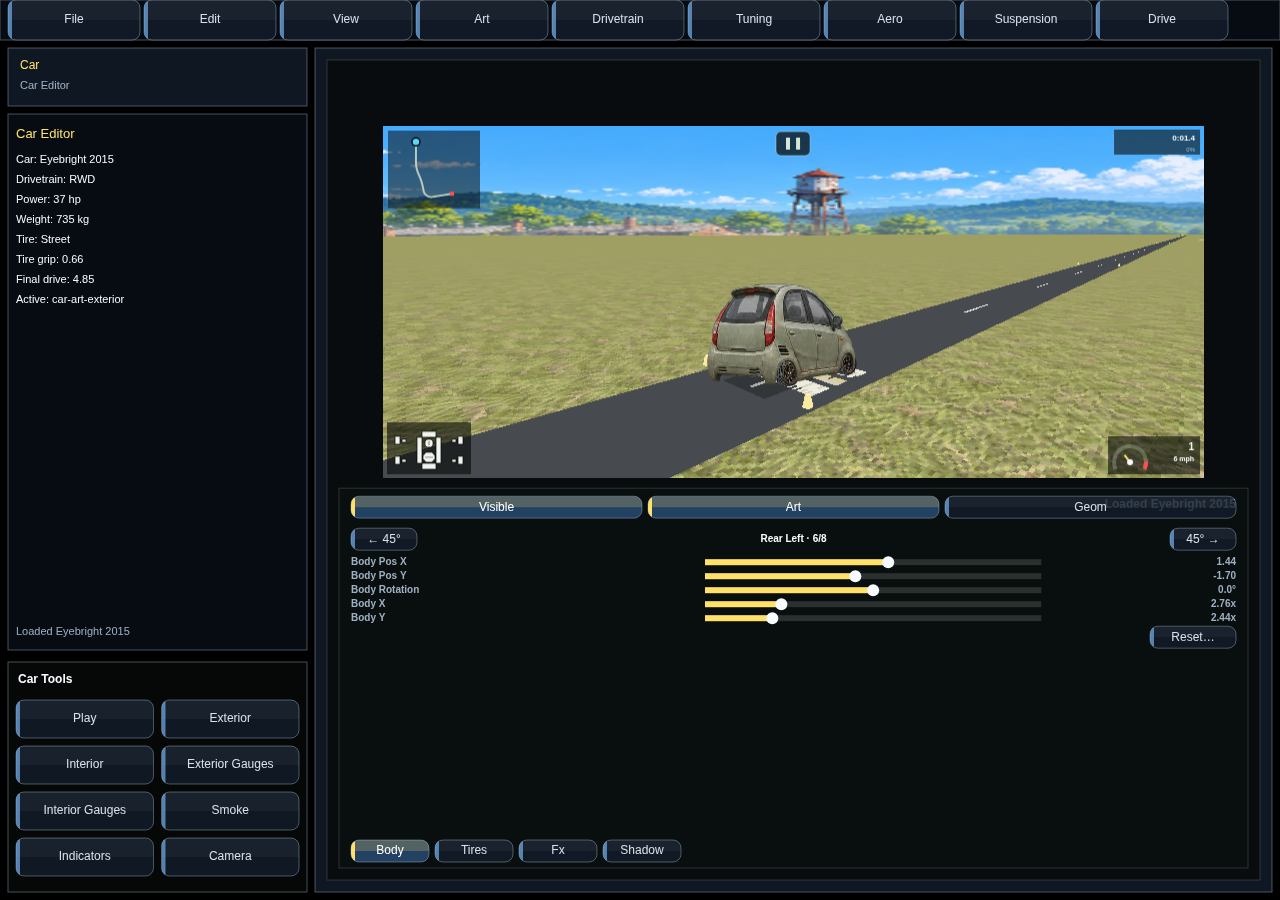 File Edit View Art Drivetrain Tuning Aero Suspension Drive
Car
Car Editor
Car Editor
Car: Eyebright 2015
Drivetrain: RWD
Power: 37 hp
Weight: 735 kg
Tire: Street
Tire grip: 0.66
Final drive: 4.85
Active: car-art-exterior
Loaded Eyebright 2015
Car Tools
Play Exterior
Interior Exterior Gauges
Interior Gauges Smoke
Indicators Camera
0:01.4
0%
1
6 mph
Visible Art Geom
Loaded Eyebright 2015
← 45° Rear Left · 6/8 45° →
Body Pos X 1.44
Body Pos Y -1.70
Body Rotation 0.0°
Body X 2.76x
Body Y 2.44x
Reset…
Body Tires Fx Shadow